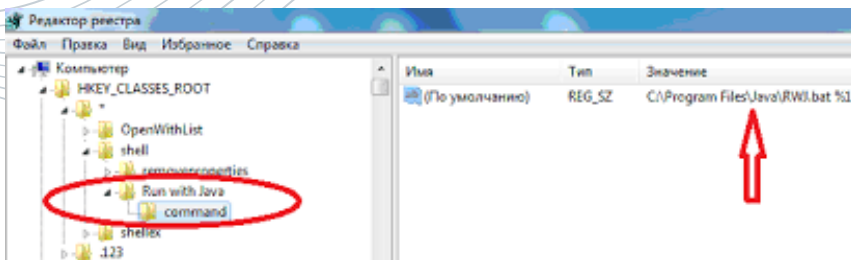 Редактор реестра
Файл Правка Вид Избранное Справка
Компьютер
HKEY_CLASSES_ROOT
*
OpenWithList
shell
removeproperties
Run with Java
command
shellex
.123
Имя Тип Значение
(По умолчанию) REG_SZ C:\Program Files\Java\RWJ.bat %1